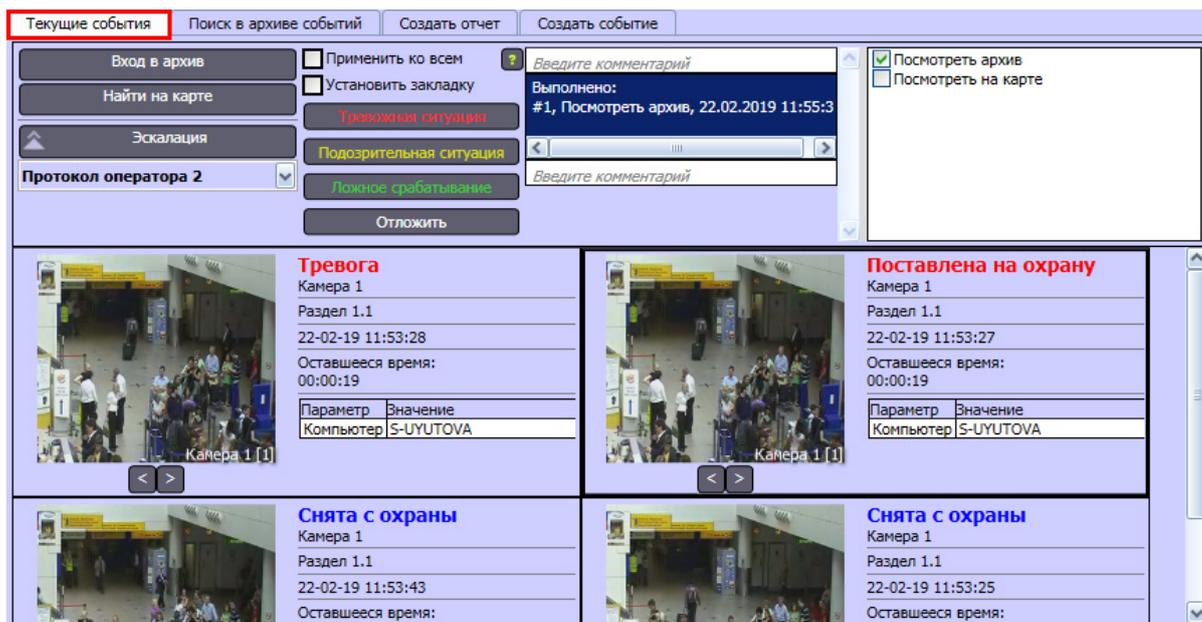 Текущие события
Поиск в архиве событий
Создать отчет
Создать событие
Вход в архив
Найти на карте
Эскалация
Протокол оператора 2
Применить ко всем
?
Установить закладку
Тревожная ситуация
Подозрительная ситуация
Ложное срабатывание
Отложить
Введите комментарий
Выполнено:
#1, Посмотреть архив, 22.02.2019 11:55:3
Введите комментарий
Посмотреть архив
Посмотреть на карте
Тревога
Камера 1
Раздел 1.1
22-02-19 11:53:28
Оставшееся время:
00:00:19
Параметр Значение
Компьютер S-UYUTOVA
Камера 1 [1]
< >
Поставлена на охрану
Камера 1
Раздел 1.1
22-02-19 11:53:27
Оставшееся время:
00:00:19
Параметр Значение
Компьютер S-UYUTOVA
Камера 1 [1]
< >
Снята с охраны
Камера 1
Раздел 1.1
22-02-19 11:53:43
Оставшееся время:
Снята с охраны
Камера 1
Раздел 1.1
22-02-19 11:53:25
Оставшееся время: